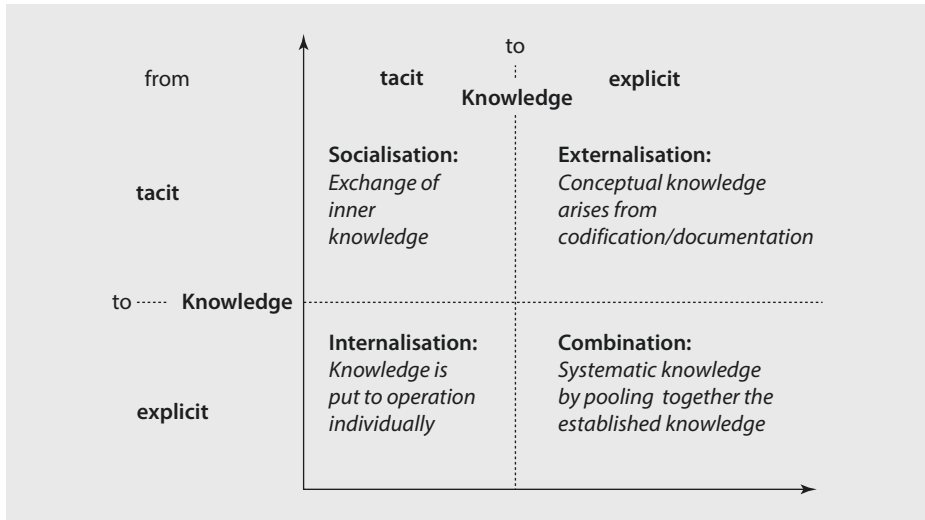 to
from
tacit
explicit
Knowledge
Socialisation:
Exchange of
inner
knowledge
Externalisation:
Conceptual knowledge
arises from
codification/documentation
tacit
to ...... Knowledge
Internalisation:
Knowledge is
put to operation
individually
Combination:
Systematic knowledge
by pooling together the
established knowledge
explicit